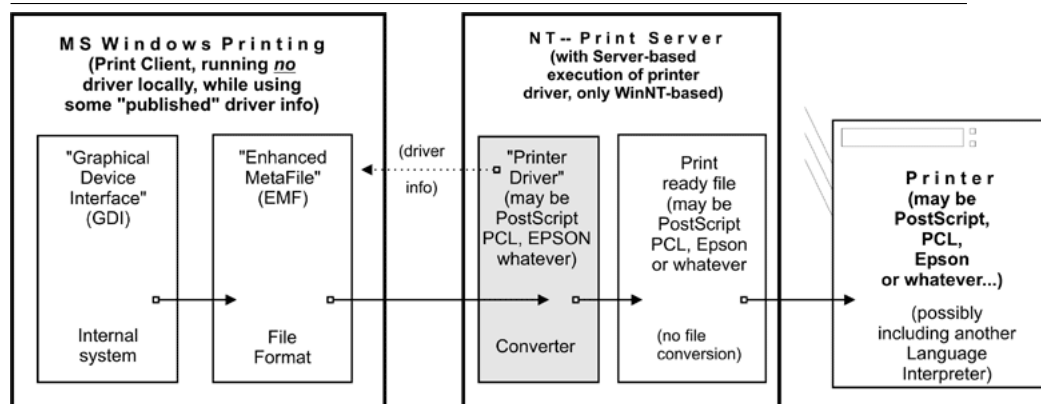 MS Windows Printing
(Print Client, running no
driver locally, while using
some "published" driver info)
"Graphical
Device
Interface"
(GDI)
Internal
system
"Enhanced
MetaFile"
(EMF)
File
Format
(driver
info)
NT -- Print Server
(with Server-based
execution of printer
driver, only WinNT-based)
"Printer
Driver"
(may be
PostScript
PCL, EPSON
whatever)
Converter
Print
ready file
(may be
PostScript
PCL, Epson
or whatever
(no file
conversion)
Printer
(may be
PostScript,
PCL,
Epson
or whatever...)
(possibly
including another
Language
Interpreter)